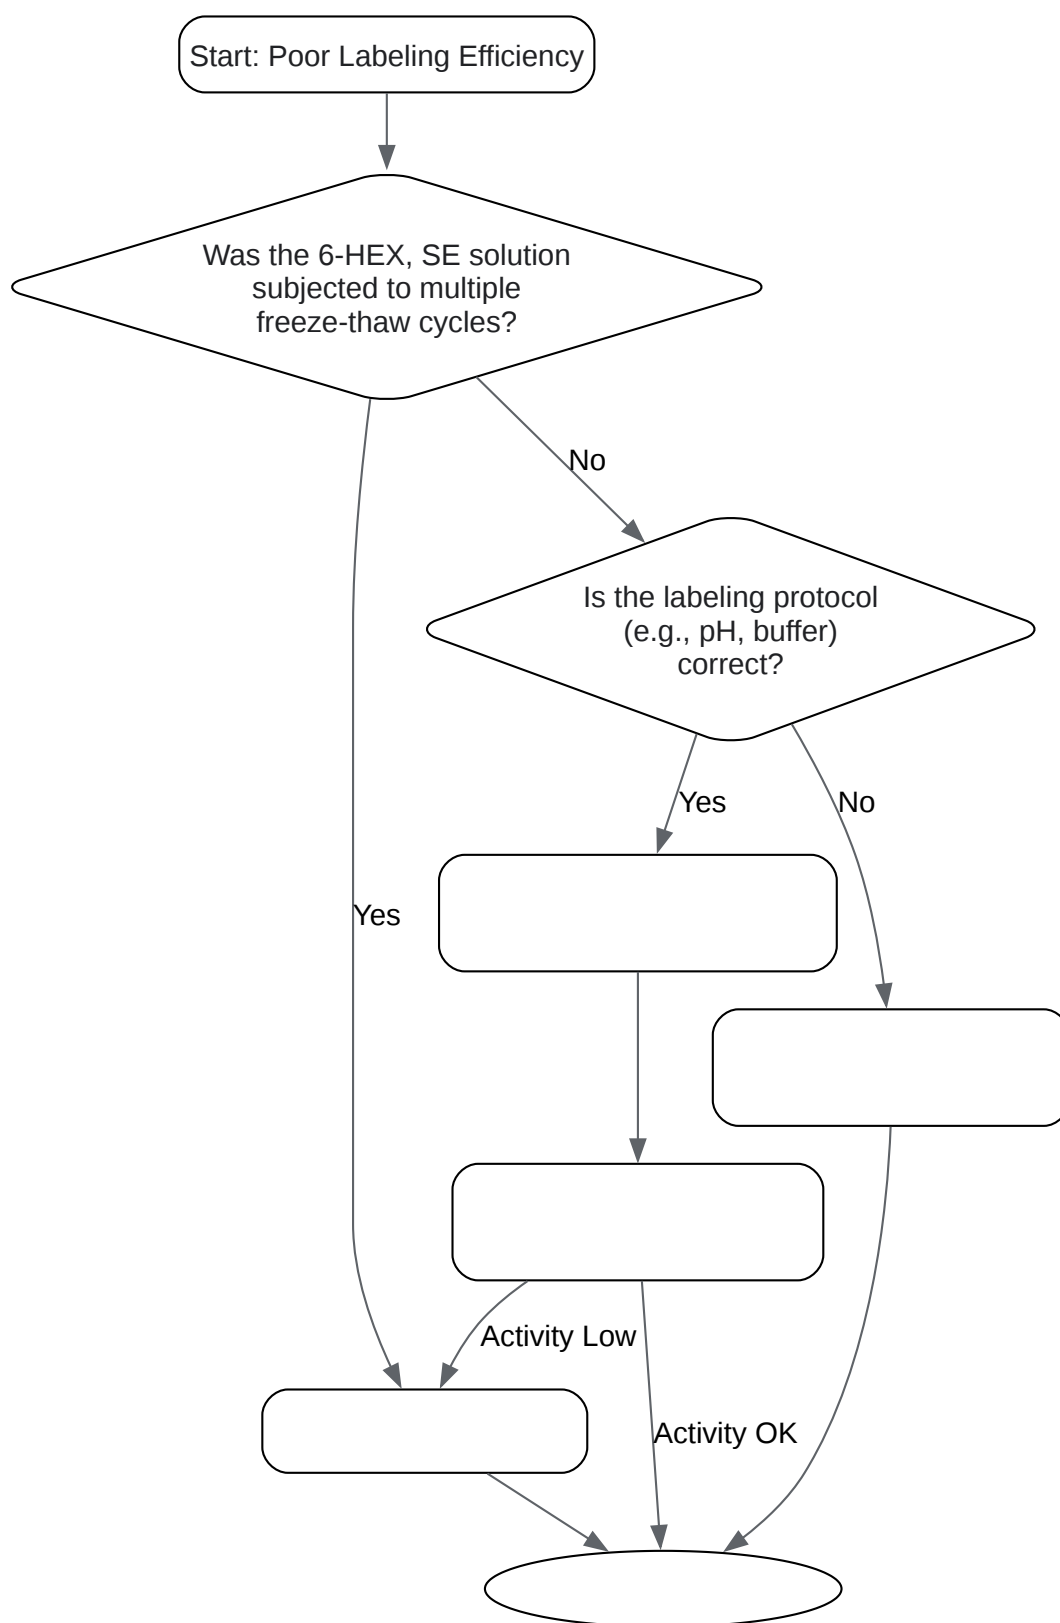 Start: Poor Labeling Efficiency
Was the 6-HEX, SE solution
subjected to multiple
freeze-thaw cycles?
No
Is the labeling protocol
(e.g., pH, buffer)
correct?
Yes
No
Yes
Activity Low
Activity OK